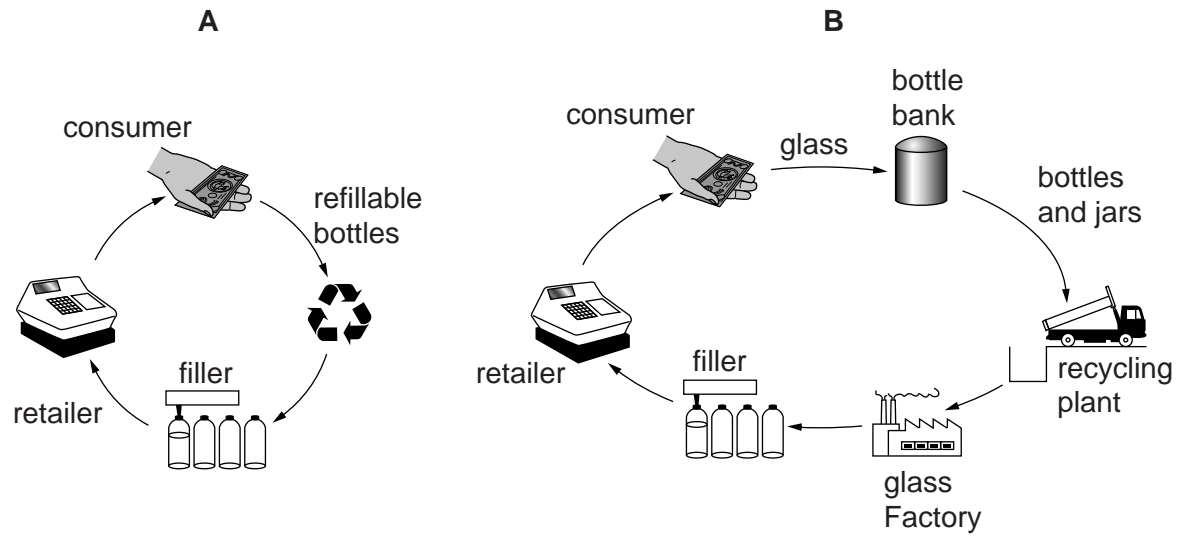 A
consumer
refillable
bottles
filler
retailer
B
consumer
glass
bottle
bank
bottles
and jars
recycling
plant
glass
Factory
filler
retailer